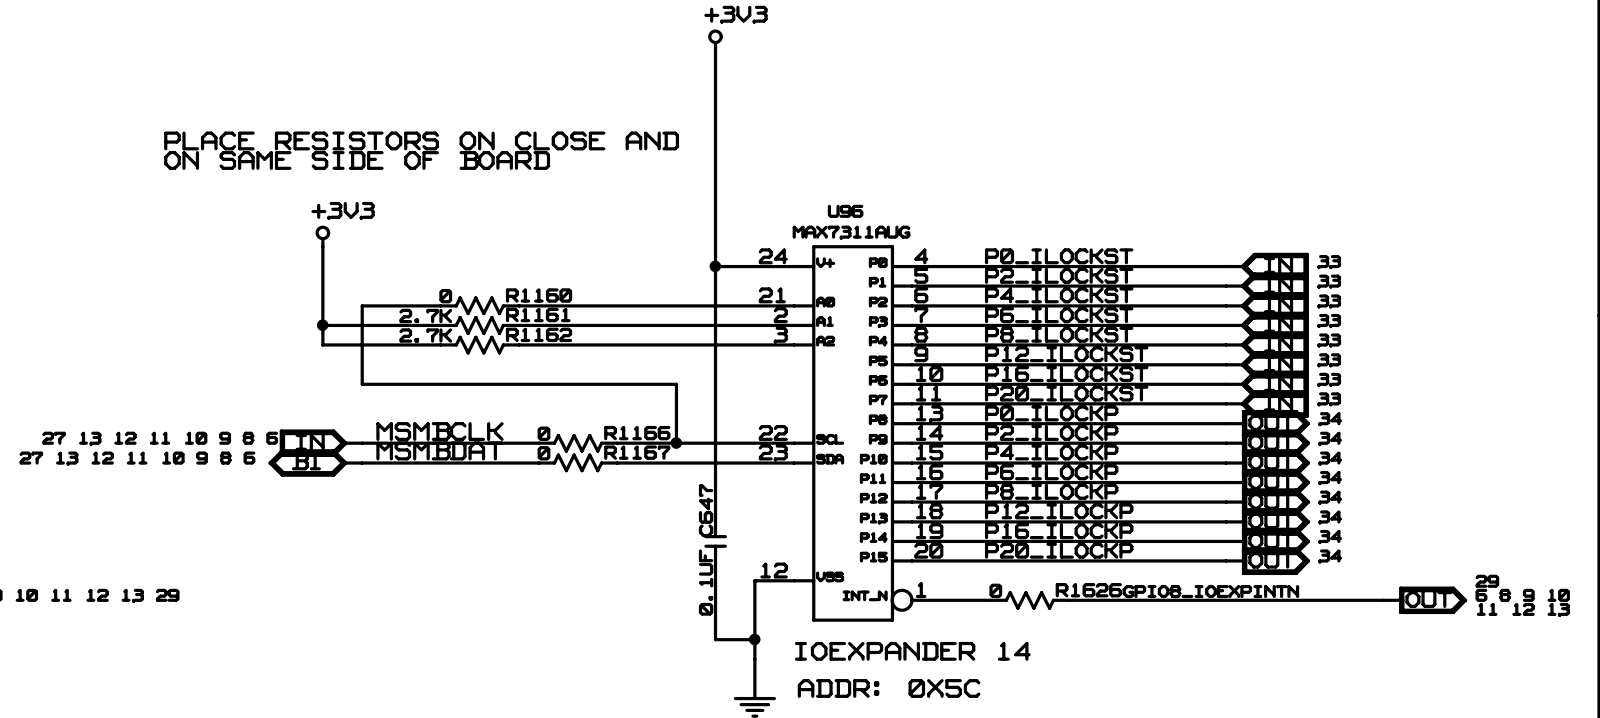 +3V3
PLACE RESISTORS ON CLOSE AND
ON SAME SIDE OF BOARD
+3V3
U96
MAX7311AUG
24 V+ P0 4 P0_ILOCKST IN 33
P1 5 P2_ILOCKST IN 33
0 R1160 21 A0 P2 6 P4_ILOCKST IN 33
2.7K R1161 2 A1 P3 7 P6_ILOCKST IN 33
2.7K R1162 3 A2 P4 8 P8_ILOCKST IN 33
P5 9 P12_ILOCKST IN 33
P6 10 P16_ILOCKST IN 33
P7 11 P20_ILOCKST IN 33
P8 13 P0_ILOCKP OUT 34
27 13 12 11 10 9 8 6 IN MSMBCLK 0 R1166 22 SCL P9 14 P2_ILOCKP OUT 34
27 13 12 11 10 9 8 6 BI MSMBDAT 0 R1167 23 SDA P10 15 P4_ILOCKP OUT 34
P11 16 P6_ILOCKP OUT 34
P12 17 P8_ILOCKP OUT 34
P13 18 P12_ILOCKP OUT 34
P14 19 P16_ILOCKP OUT 34
P15 20 P20_ILOCKP OUT 34
0.1UF C647
12 VSS
INT_N 1 0 R1626 GPIO8_IOEXPINTN OUT
29
6 8 9 10
11 12 13
10 11 12 13 29
IOEXPANDER 14
ADDR: 0X5C